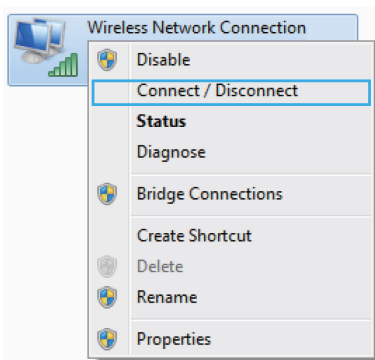 Wireless Network Connection
Disable
Connect / Disconnect
Status
Diagnose
Bridge Connections
Create Shortcut
Delete
Rename
Properties